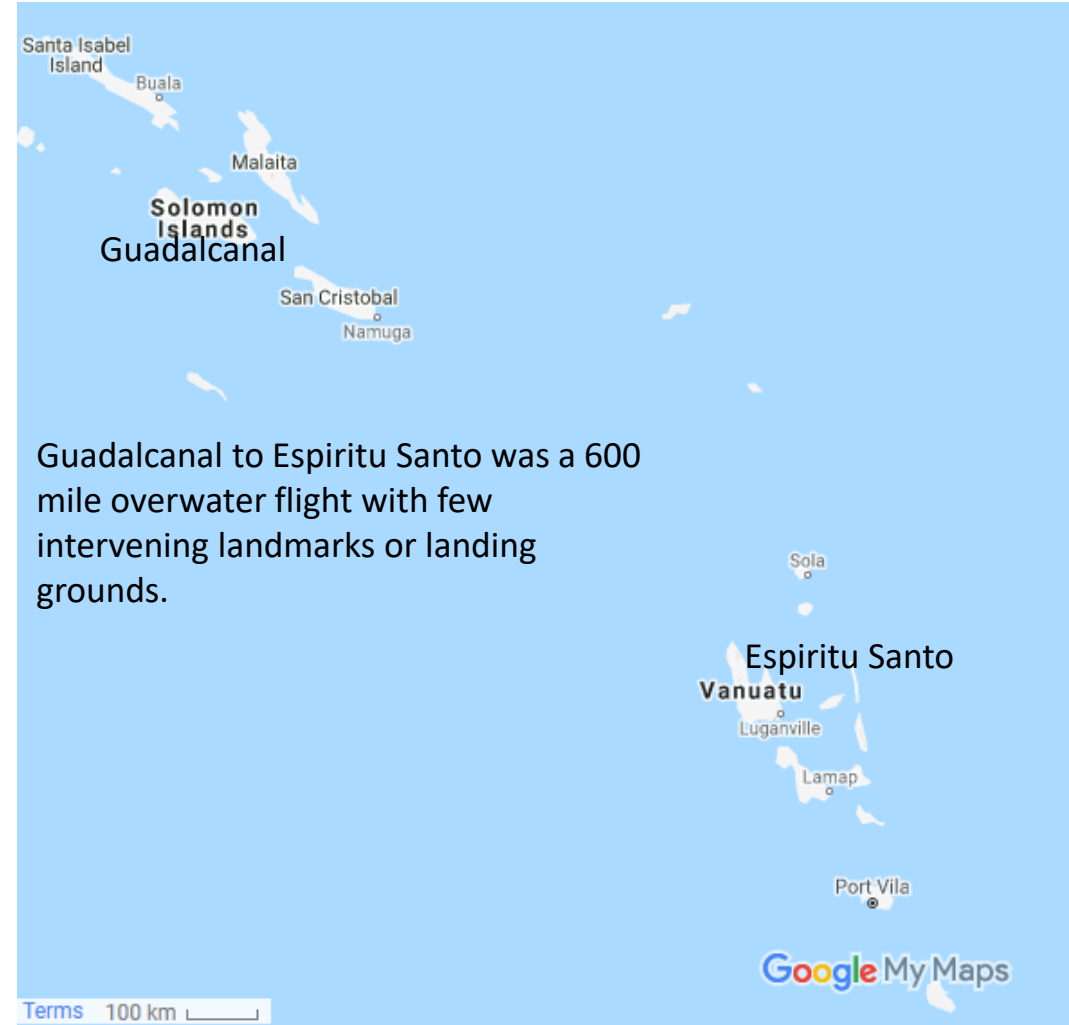 Santa Isabel
Island
Buala
Malaita
Solomon
Islands
Guadalcanal
San Cristobal
Namuga
Guadalcanal to Espiritu Santo was a 600
mile overwater flight with few
intervening landmarks or landing
grounds.
Sola
Espiritu Santo
Vanuatu
Luganville
Lamap
Port Vila
Google My Maps
Terms 100 km